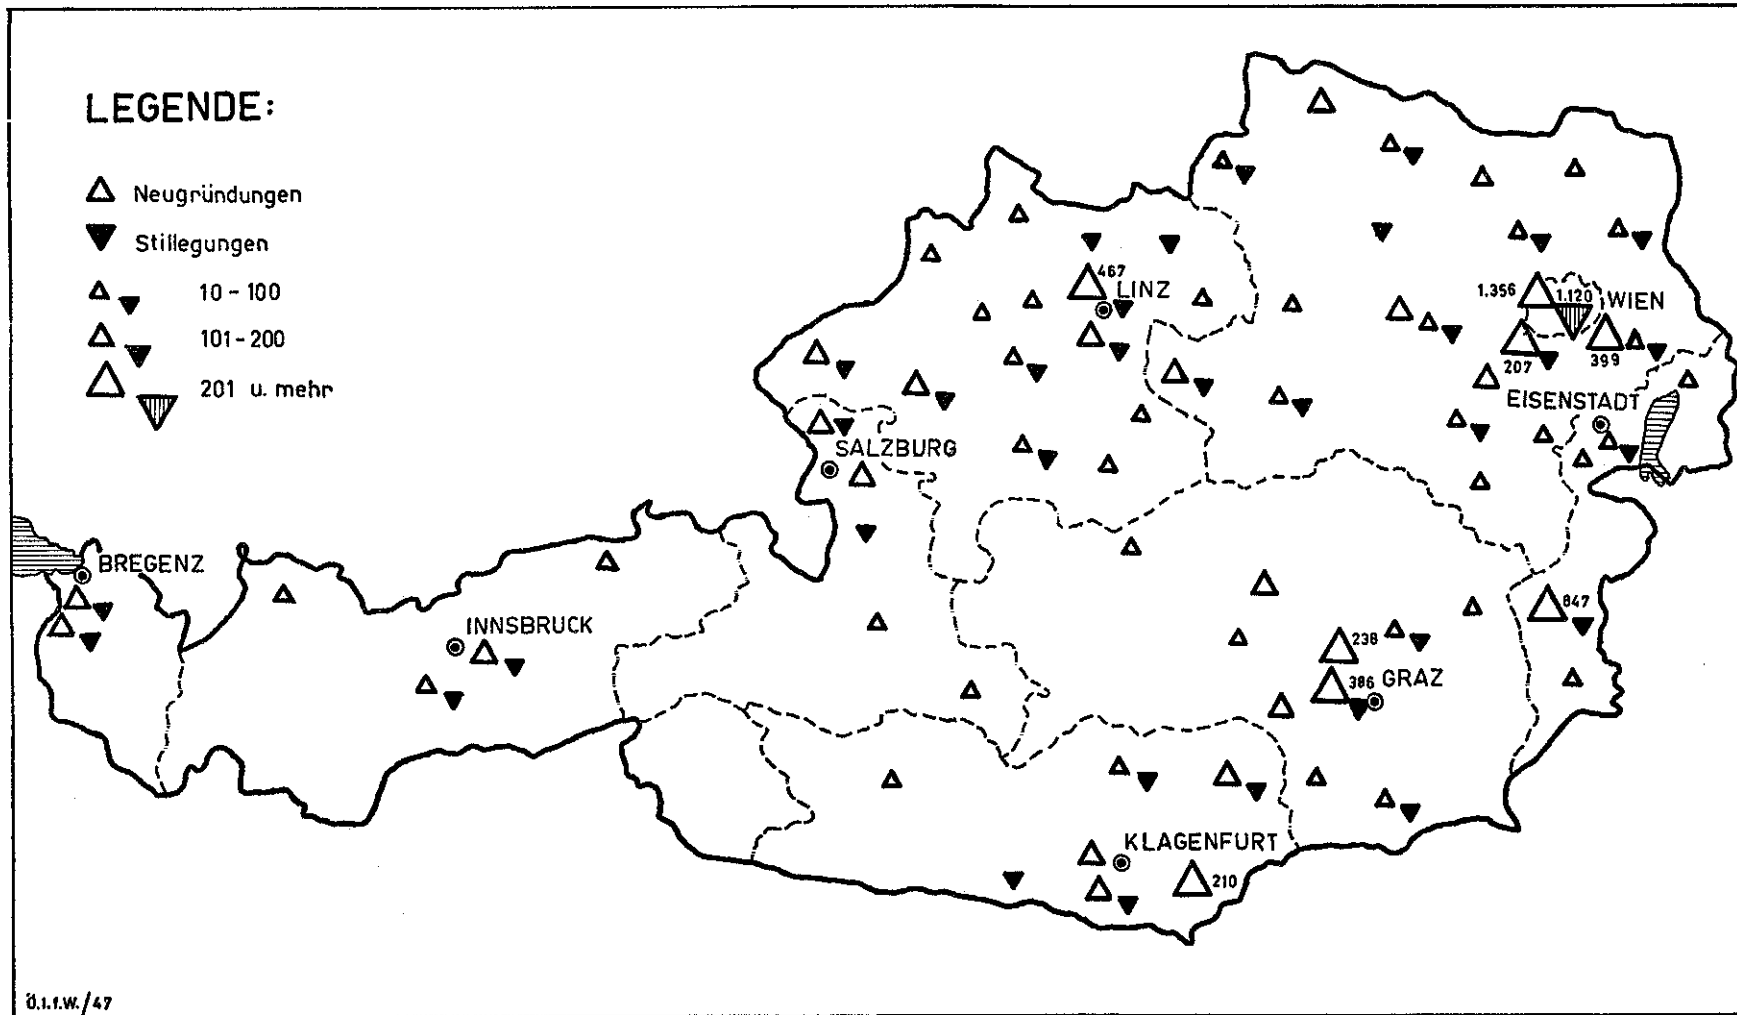 LEGENDE:
Neugründungen
Stillegungen
10-100
101-200
201 u. mehr
467
LINZ
1.356
1.120
WIEN
207
399
EISENSTADT
SALZBURG
BREGENZ
INNSBRUCK
847
238
386
GRAZ
KLAGENFURT
210
Ö.I.f.W./47